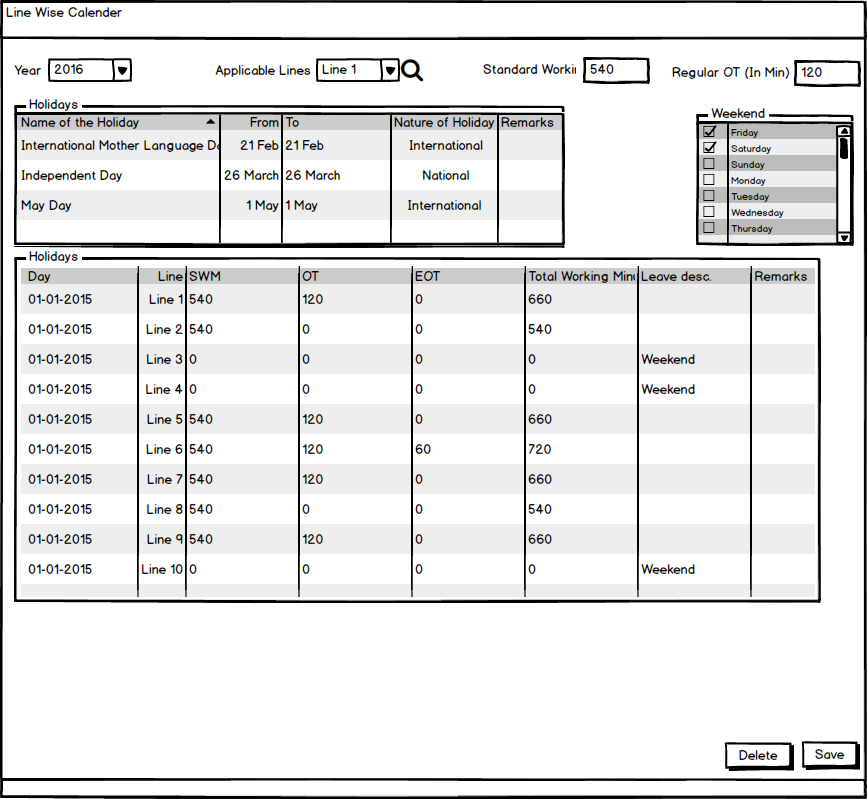 Line Wise Calender
Year 2016 Applicable Lines Line 1 Standard Workin 540 Regular OT (In Min) 120
Holidays
Name of the Holiday From To Nature of Holiday Remarks
International Mother Language Da 21 Feb 21 Feb International
Independent Day 26 March 26 March National
May Day 1 May 1 May International
Weekend
Friday
Saturday
Sunday
Monday
Tuesday
Wednesday
Thursday
Holidays
Day Line SWM OT EOT Total Working Minu Leave desc. Remarks
01-01-2015 Line 1 540 120 0 660
01-01-2015 Line 2 540 0 0 540
01-01-2015 Line 3 0 0 0 0 Weekend
01-01-2015 Line 4 0 0 0 0 Weekend
01-01-2015 Line 5 540 120 0 660
01-01-2015 Line 6 540 120 60 720
01-01-2015 Line 7 540 120 0 660
01-01-2015 Line 8 540 0 0 540
01-01-2015 Line 9 540 120 0 660
01-01-2015 Line 10 0 0 0 0 Weekend
Delete Save